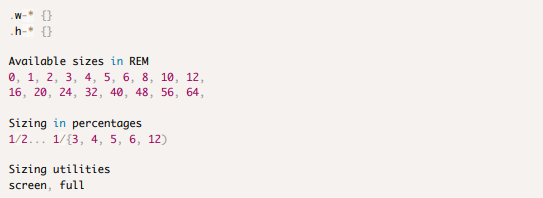 .w-* {}
.h-* {}
Available sizes in REM
0, 1, 2, 3, 4, 5, 6, 8, 10, 12,
16, 20, 24, 32, 40, 48, 56, 64,
Sizing in percentages
1/2... 1/{3, 4, 5, 6, 12)
Sizing utilities
screen, full